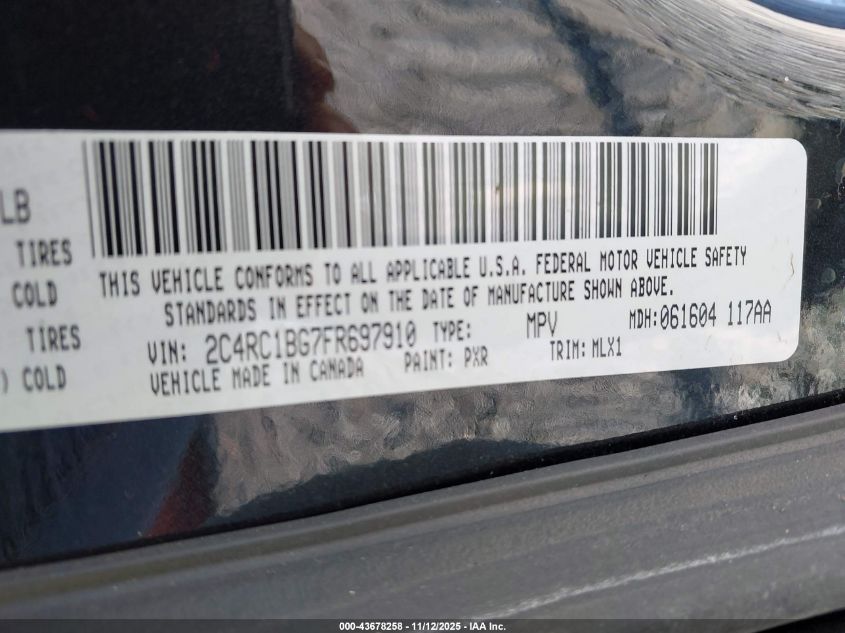 LB
TIRES
COLD
TIRES
) COLD
THIS VEHICLE CONFORMS TO ALL APPLICABLE U.S.A. FEDERAL MOTOR VEHICLE SAFETY
STANDARDS IN EFFECT ON THE DATE OF MANUFACTURE SHOWN ABOVE.
VIN: 2C4RC1BG7FR697910 TYPE: MPV MDH:061604 117AA
VEHICLE MADE IN CANADA PAINT: PXR TRIM: MLX1
000-43678258 - 11/12/2025 - IAA Inc.